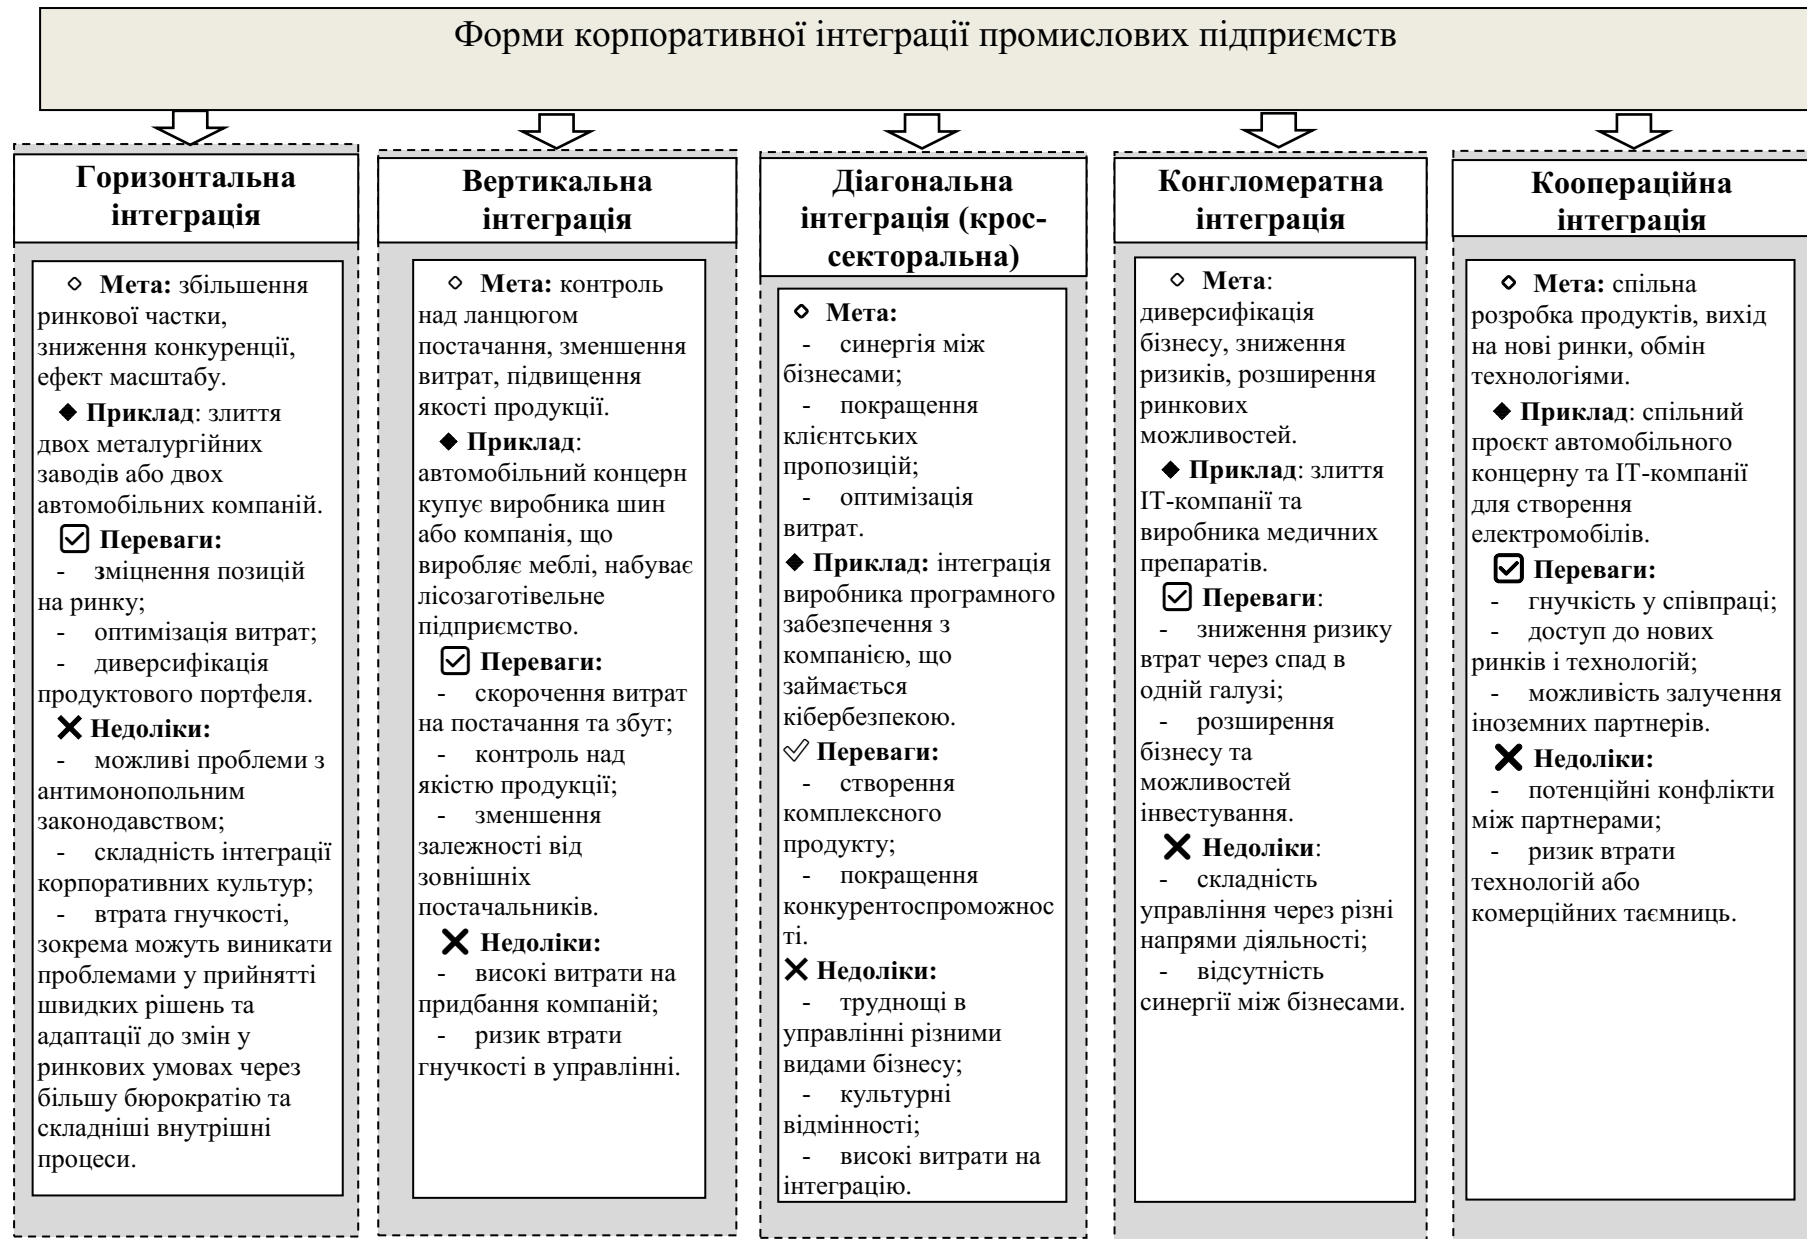 Форми корпоративної інтеграції промислових підприємств
Горизонтальна
інтеграція
◇ Мета: збільшення
ринкової частки,
зниження конкуренції,
ефект масштабу.
◆ Приклад: злиття
двох металургійних
заводів або двох
автомобільних компаній.
☑ Переваги:
- зміцнення позицій
на ринку;
- оптимізація витрат;
- диверсифікація
продуктового портфеля.
✕ Недоліки:
- можливі проблеми з
антимонопольним
законодавством;
- складність інтеграції
корпоративних культур;
- втрата гнучкості,
зокрема можуть виникати
проблемами у прийнятті
швидких рішень та
адаптації до змін у
ринкових умовах через
більшу бюрократію та
складніші внутрішні
процеси.
Вертикальна
інтеграція
◇ Мета: контроль
над ланцюгом
постачання, зменшення
витрат, підвищення
якості продукції.
◆ Приклад:
автомобільний концерн
купує виробника шин
або компанія, що
виробляє меблі, набуває
лісозаготівельне
підприємство.
☑ Переваги:
- скорочення витрат
на постачання та збут;
- контроль над
якістю продукції;
- зменшення
залежності від
зовнішніх
постачальників.
✕ Недоліки:
- високі витрати на
придбання компаній;
- ризик втрати
гнучкості в управлінні.
Діагональна
інтеграція (крос-
секторальна)
◇ Мета:
- синергія між
бізнесами;
- покращення
клієнтських
пропозицій;
- оптимізація
витрат.
◆ Приклад: інтеграція
виробника програмного
забезпечення з
компанією, що
займається
кібербезпекою.
✓ Переваги:
- створення
комплексного
продукту;
- покращення
конкурентоспроможнос
ті.
✕ Недоліки:
- труднощі в
управлінні різними
видами бізнесу;
- культурні
відмінності;
- високі витрати на
інтеграцію.
Конгломератна
інтеграція
◇ Мета:
диверсифікація
бізнесу, зниження
ризиків, розширення
ринкових
можливостей.
◆ Приклад: злиття
ІТ-компанії та
виробника медичних
препаратів.
☑ Переваги:
- зниження ризику
втрат через спад в
одній галузі;
- розширення
бізнесу та
можливостей
інвестування.
✕ Недоліки:
- складність
управління через різні
напрями діяльності;
- відсутність
синергії між бізнесами.
Коопераційна
інтеграція
◇ Мета: спільна
розробка продуктів, вихід
на нові ринки, обмін
технологіями.
◆ Приклад: спільний
проєкт автомобільного
концерну та ІТ-компанії
для створення
електромобілів.
☑ Переваги:
- гнучкість у співпраці;
- доступ до нових
ринків і технологій;
- можливість залучення
іноземних партнерів.
✕ Недоліки:
- потенційні конфлікти
між партнерами;
- ризик втрати
технологій або
комерційних таємниць.